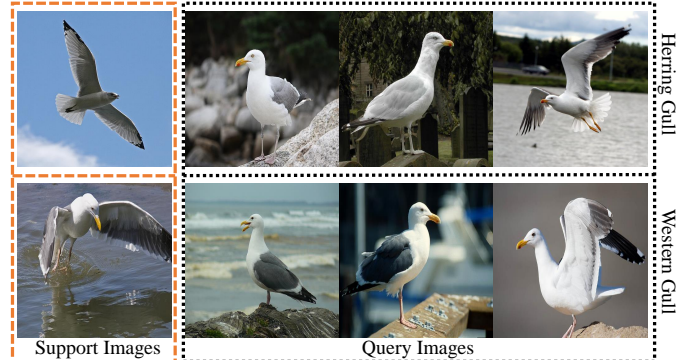 Herring Gull
Western Gull
Support Images
Query Images